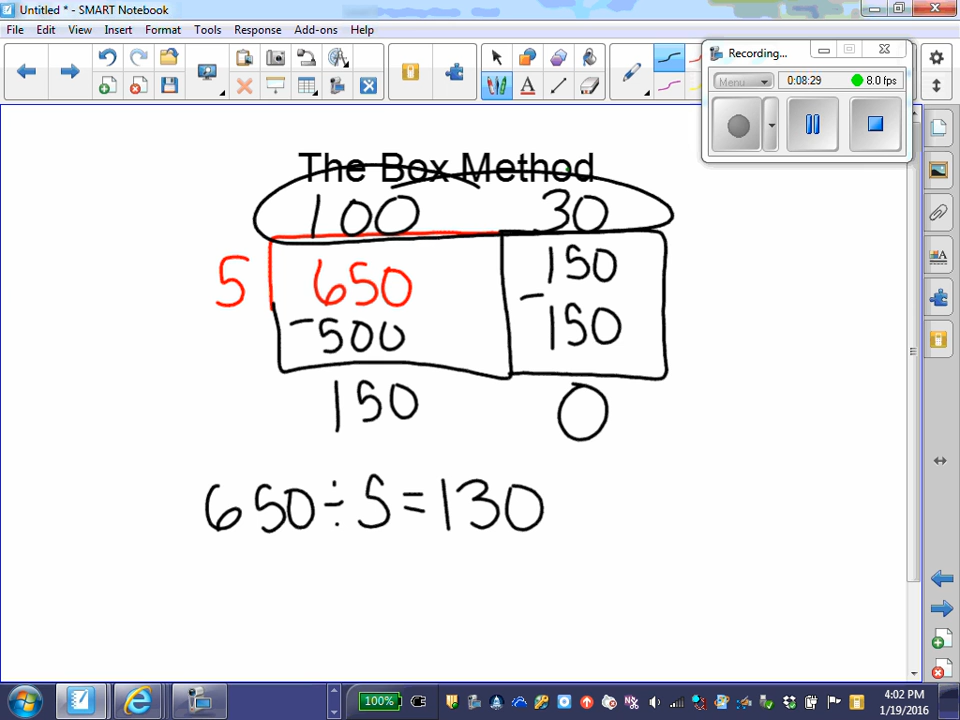 Untitled * - SMART Notebook
File Edit View Insert Format Tools Response Add-ons Help
Recording...
Menu 0:08:29 8.0 fps
The Box Method
100 30
5 650 150
-500 -150
150 0
650÷5=130
100% 4:02 PM
1/19/2016